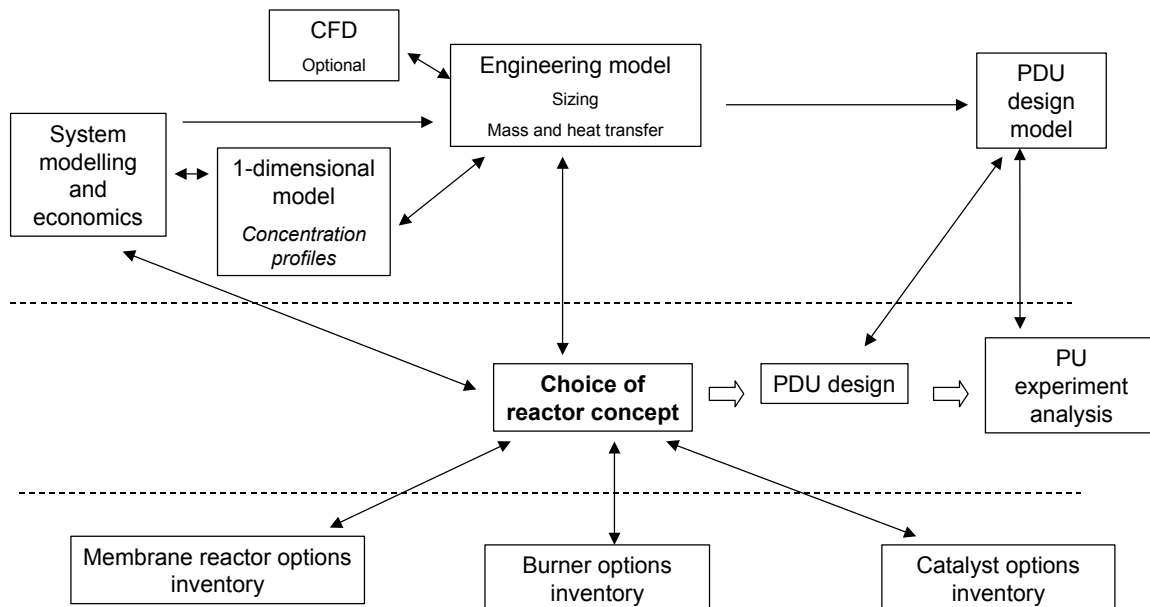 CFD
Optional
Engineering model
Sizing
Mass and heat transfer
PDU
design
model
System
modelling
and
economics
1-dimensional
model
Concentration
profiles
Choice of
reactor concept
PDU design
PU
experiment
analysis
Membrane reactor options
inventory
Burner options
inventory
Catalyst options
inventory